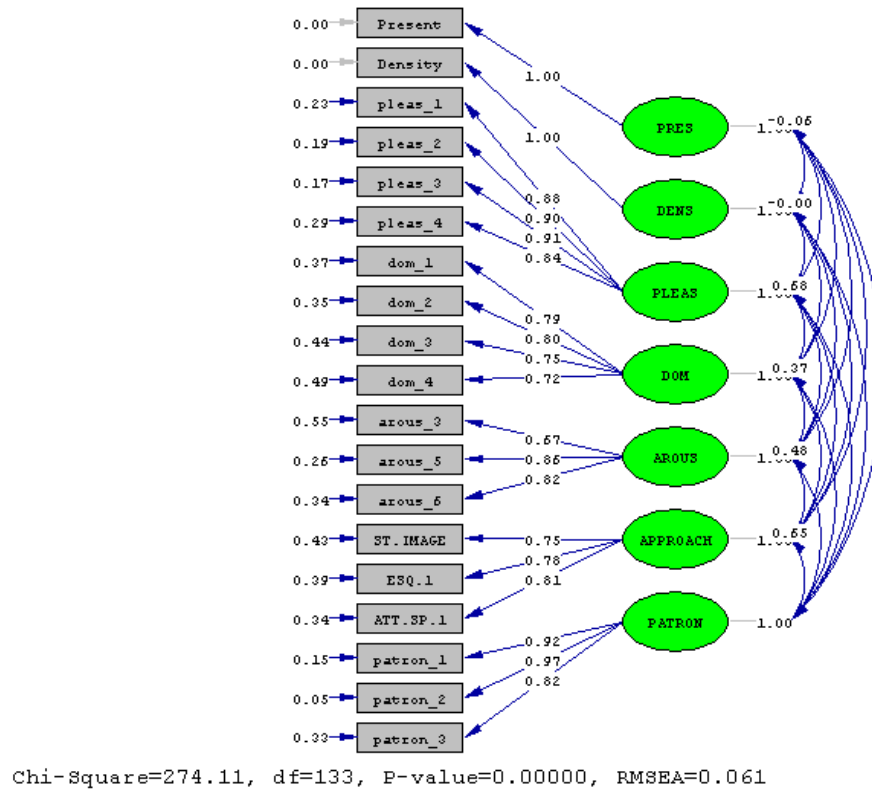 0.00 Present
0.00 Density
0.23 pleas_1
0.19 pleas_2
0.17 pleas_3
0.29 pleas_4
0.37 dom_1
0.35 dom_2
0.44 dom_3
0.49 dom_4
0.55 arous_3
0.26 arous_5
0.34 arous_6
0.43 ST.IMAGE
0.39 ESQ.1
0.34 ATT.SP.1
0.15 patron_1
0.05 patron_2
0.33 patron_3
1.00
1.00
0.88
0.90
0.91
0.84
0.79
0.80
0.75
0.72
0.67
0.86
0.82
0.75
0.78
0.81
0.92
0.97
0.82
PRES
DENS
PLEAS
DOM
AROUS
APPROACH
PATRON
-0.06
-0.00
0.68
0.37
0.48
0.65
1.00
Chi-Square=274.11, df=133, P-value=0.00000, RMSEA=0.061